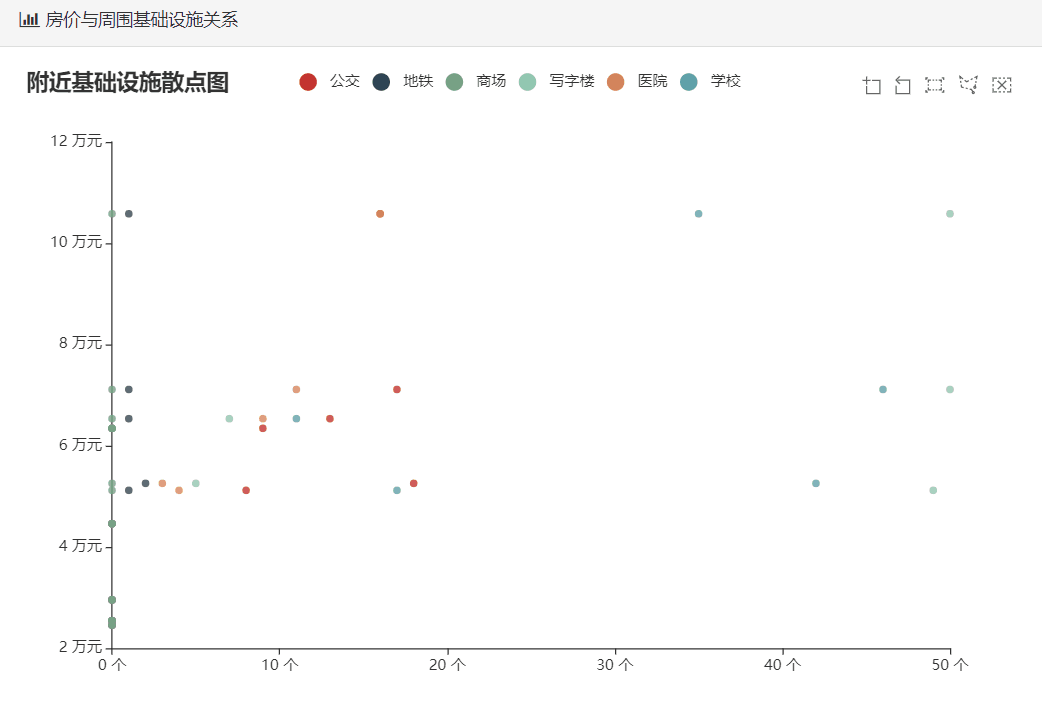 房价与周围基础设施关系
附近基础设施散点图
公交 地铁 商场 写字楼 医院 学校
12 万元
10 万元
8 万元
6 万元
4 万元
2 万元
0 个 10 个 20 个 30 个 40 个 50 个